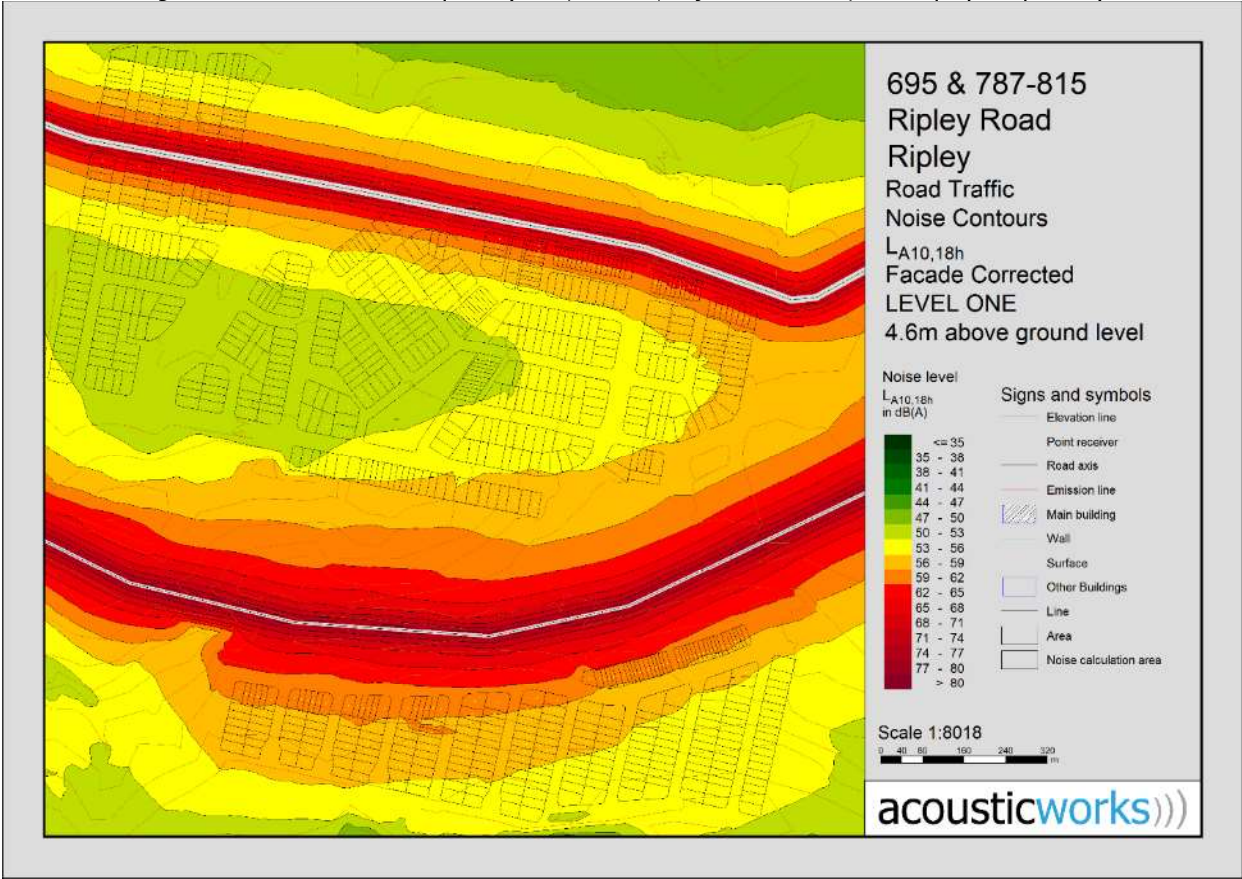 695 & 787-815
Ripley Road
Ripley
Road Traffic
Noise Contours
LA10,18h
Facade Corrected
LEVEL ONE
4.6m above ground level
Noise level
LA10,18h
in dB(A)
<= 35
35 - 38
38 - 41
41 - 44
44 - 47
47 - 50
50 - 53
53 - 56
56 - 59
59 - 62
62 - 65
65 - 68
68 - 71
71 - 74
74 - 77
77 - 80
> 80
Signs and symbols
Elevation line
Point receiver
Road axis
Emission line
Main building
Wall
Surface
Other Buildings
Line
Area
Noise calculation area
Scale 1:8018
0 40 80 160 240 320
m
acousticworks)))